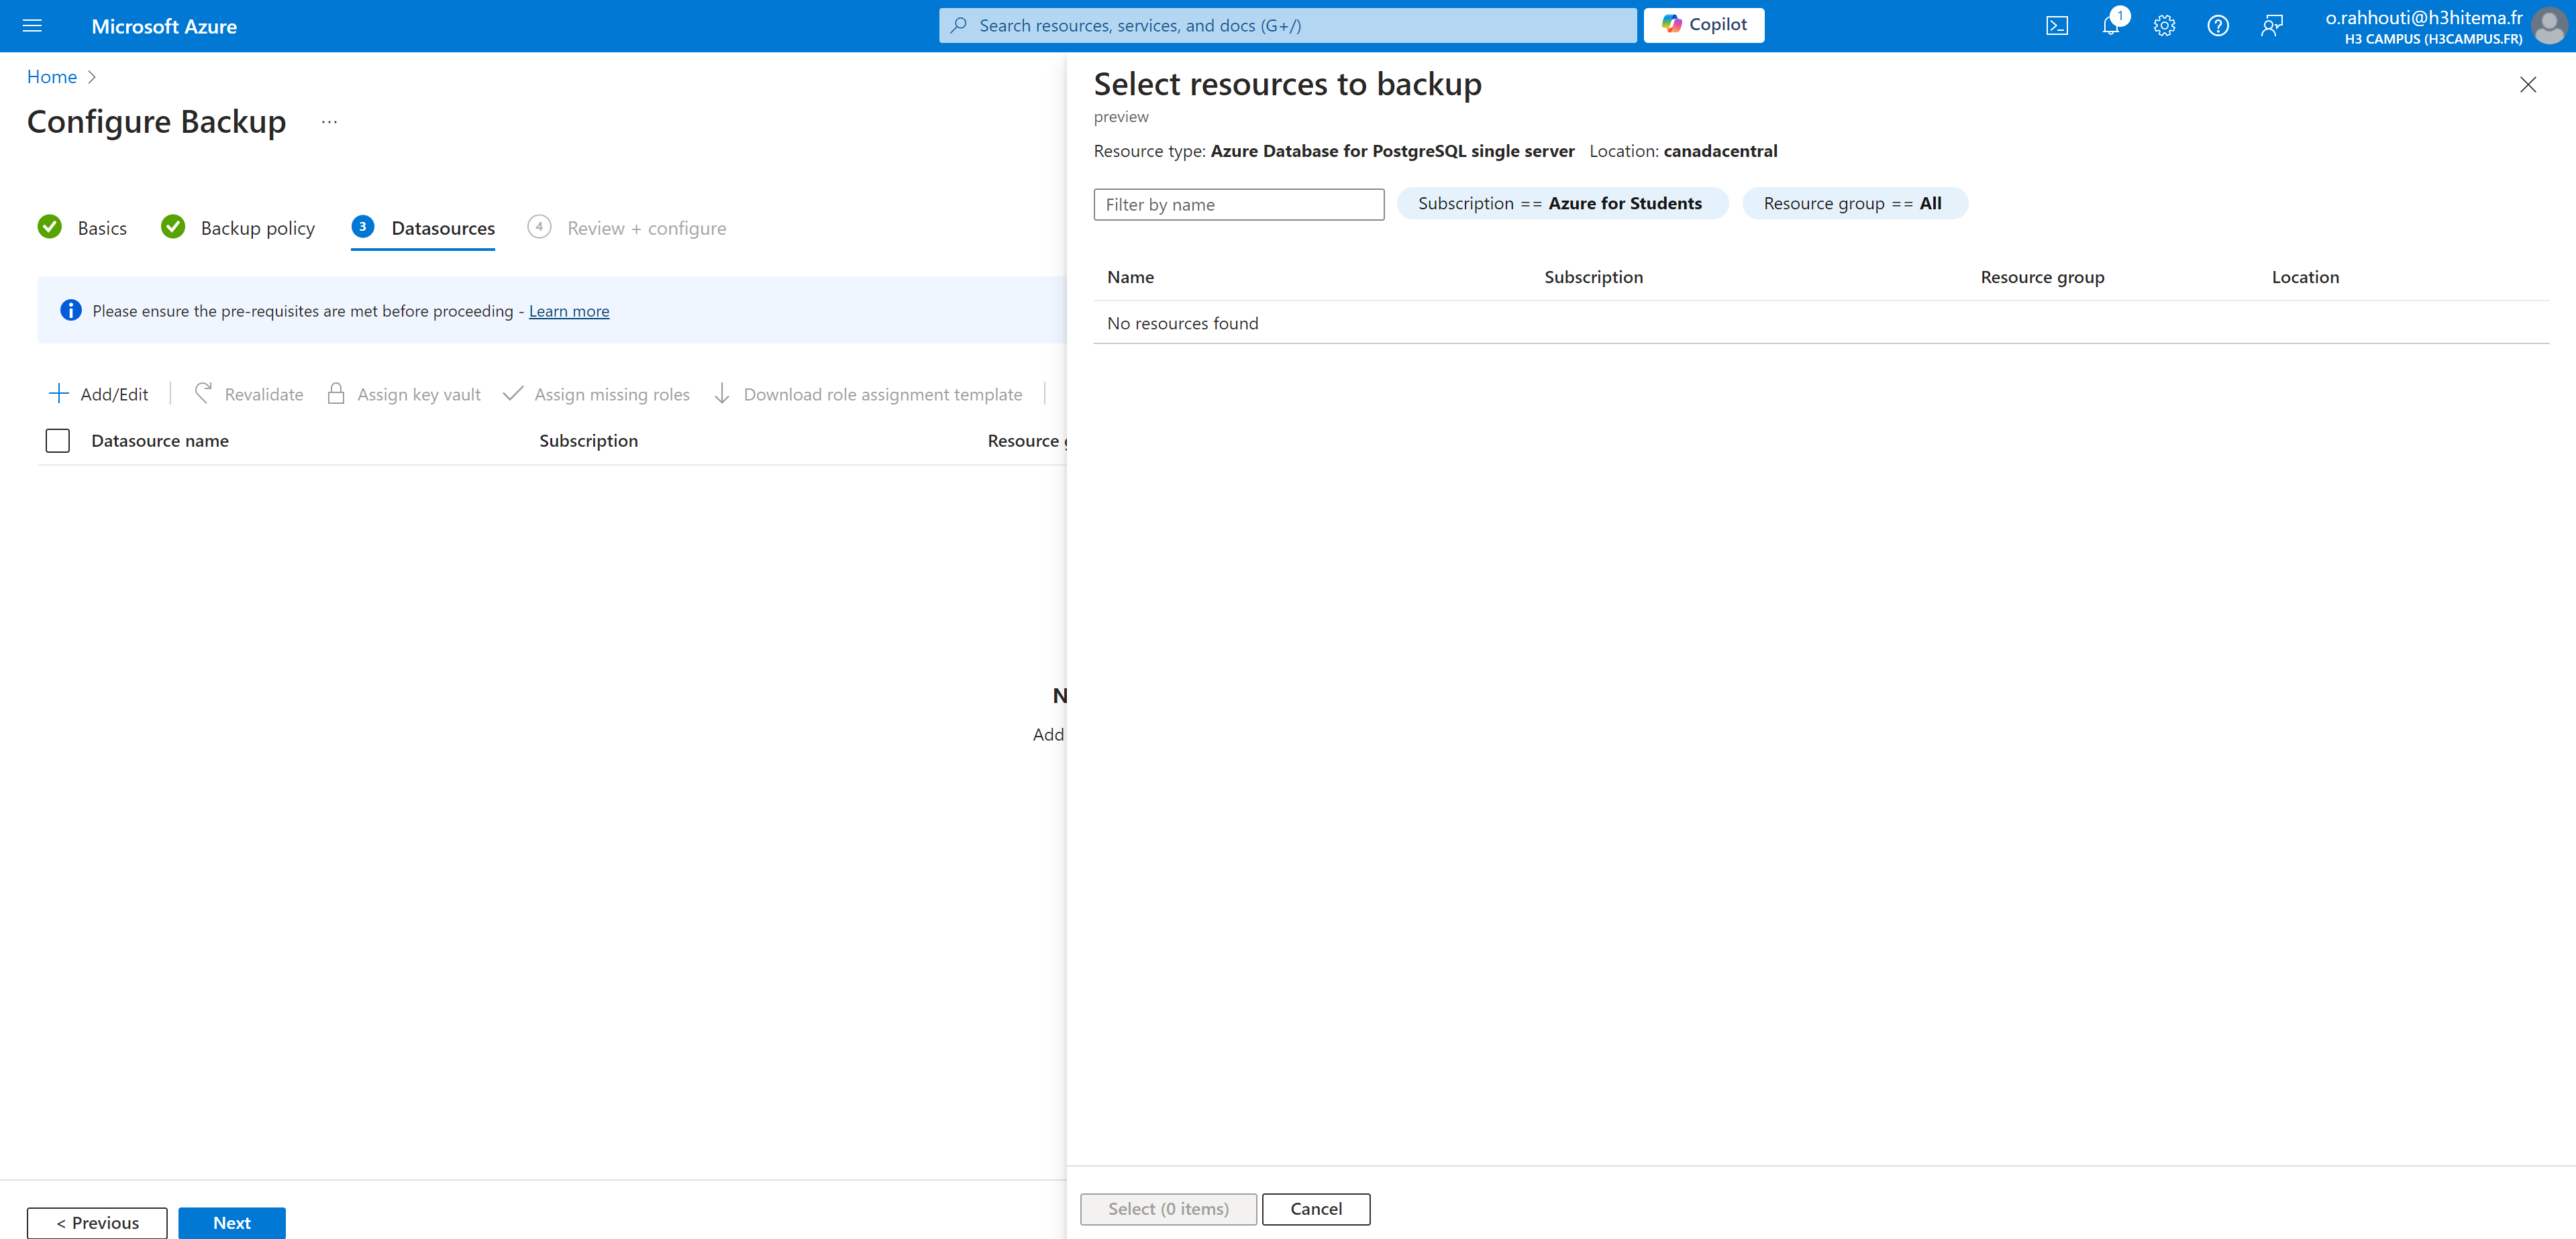 Microsoft Azure
Search resources, services, and docs (G+/)
Copilot
1
o.rahhouti@h3hitema.fr
H3 CAMPUS (H3CAMPUS.FR)
Home
Configure Backup
...
Basics
Backup policy
3
Datasources
4
Review + configure
Please ensure the pre-requisites are met before proceeding - Learn more
Add/Edit
Revalidate
Assign key vault
Assign missing roles
Download role assignment template
Datasource name
Subscription
Resource
N
Add
< Previous
Next
Select resources to backup
preview
Resource type: Azure Database for PostgreSQL single server Location: canadacentral
Filter by name
Subscription == Azure for Students
Resource group == All
Name
Subscription
Resource group
Location
No resources found
Select (0 items)
Cancel